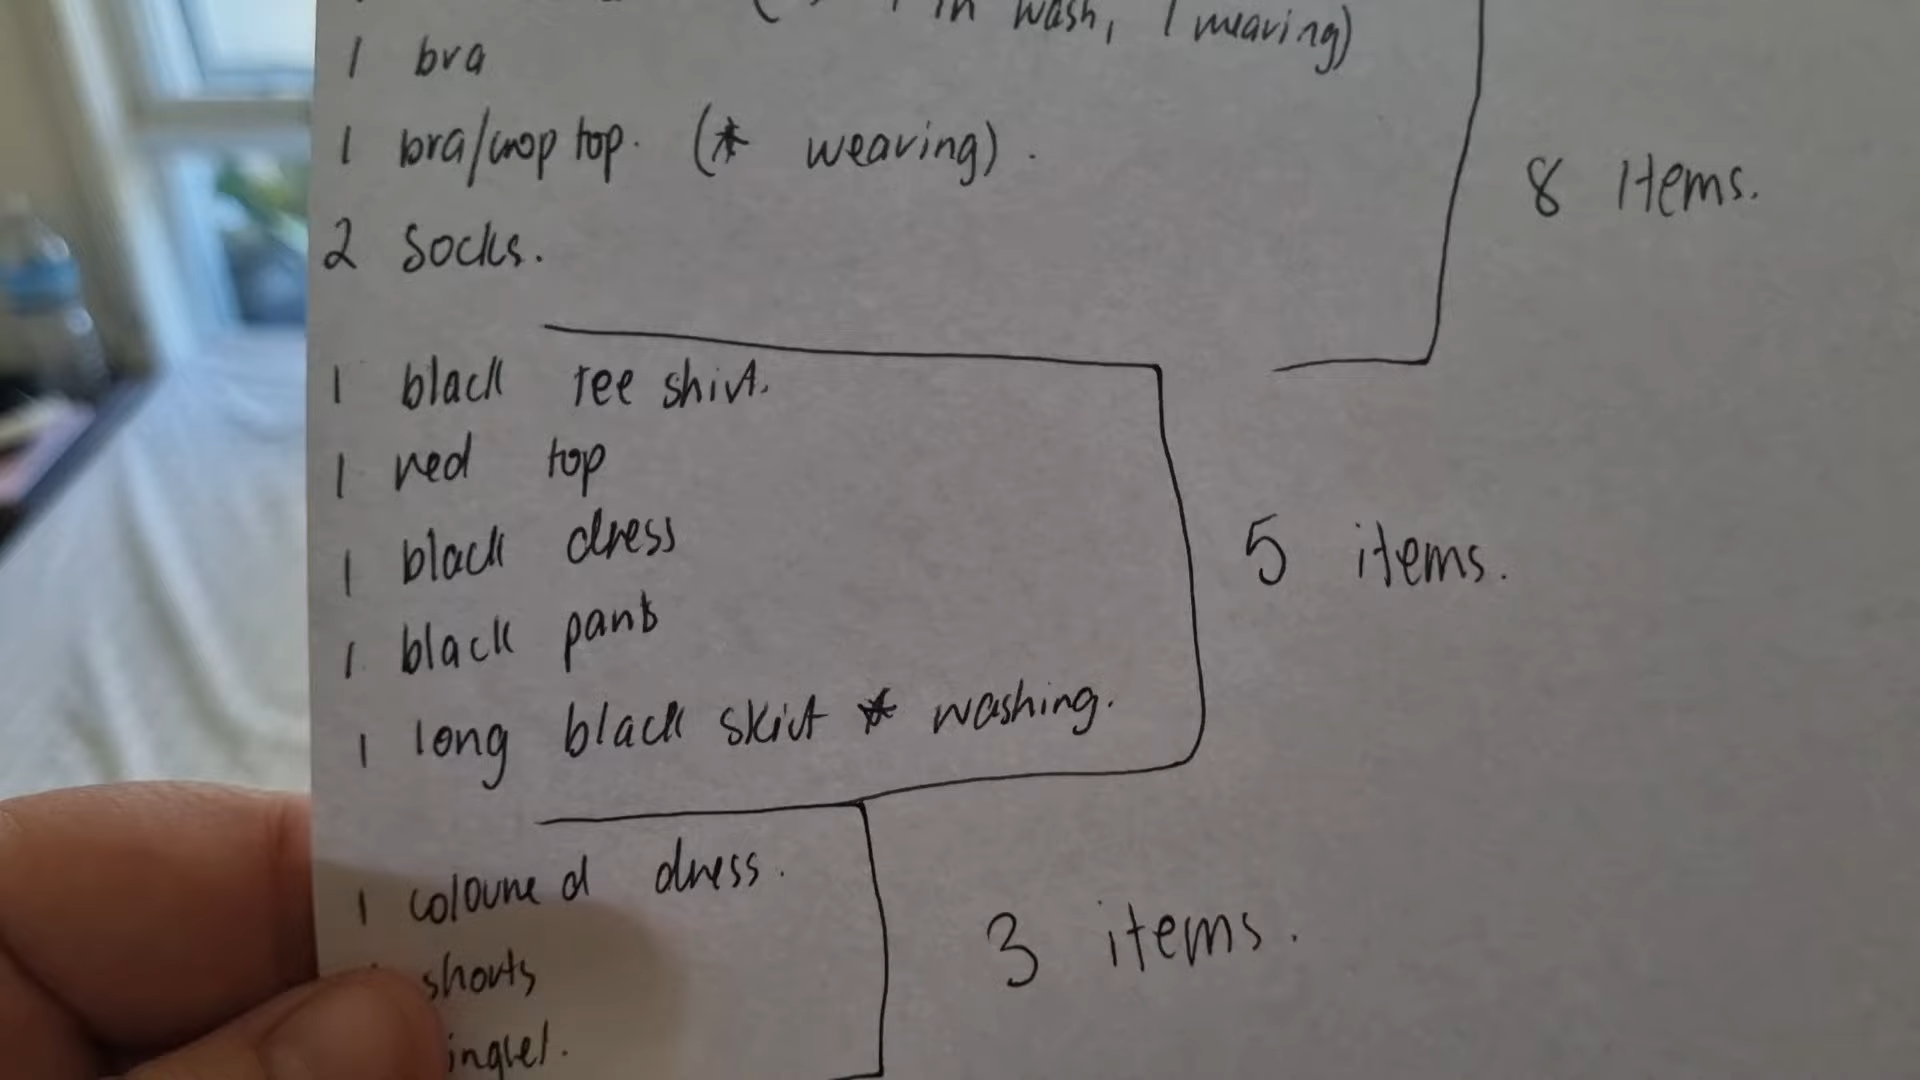 in wash, 1 wearing)
1 bra
1 bra/crop top. (* wearing).
2 socks.
8 items.
1 black tee shirt.
1 red top
1 black dress
1 black pants
1 long black skirt * washing.
5 items.
1 coloured dress.
shorts
3 items.